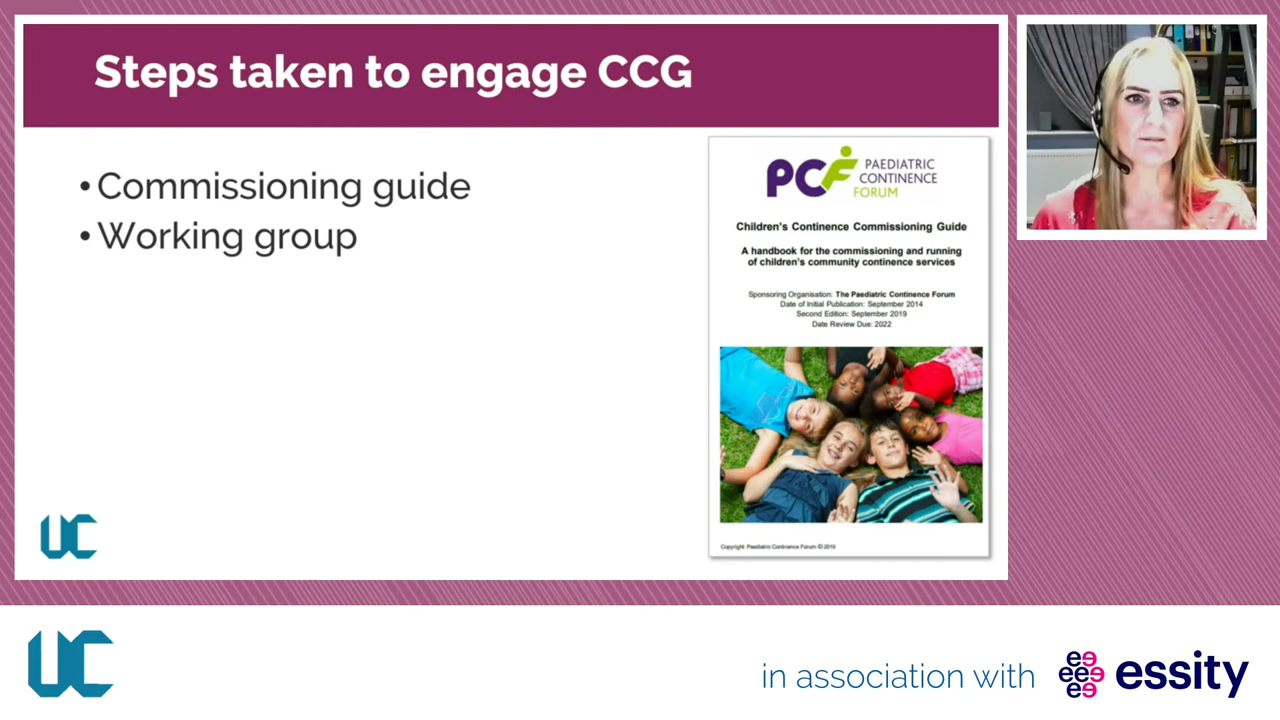 Steps taken to engage CCG
• Commissioning guide
• Working group
PCF PAEDIATRIC
CONTINENCE
FORUM
Children's Continence Commissioning Guide
A handbook for the commissioning and running
of children's community continence services
Sponsoring Organisation: The Paediatric Continence Forum
Date of Initial Publication: September 2014
Second Edition: September 2019
Date Review Due: 2022
Copyright: Paediatric Continence Forum © 2019
UC
UC
in association with
essity